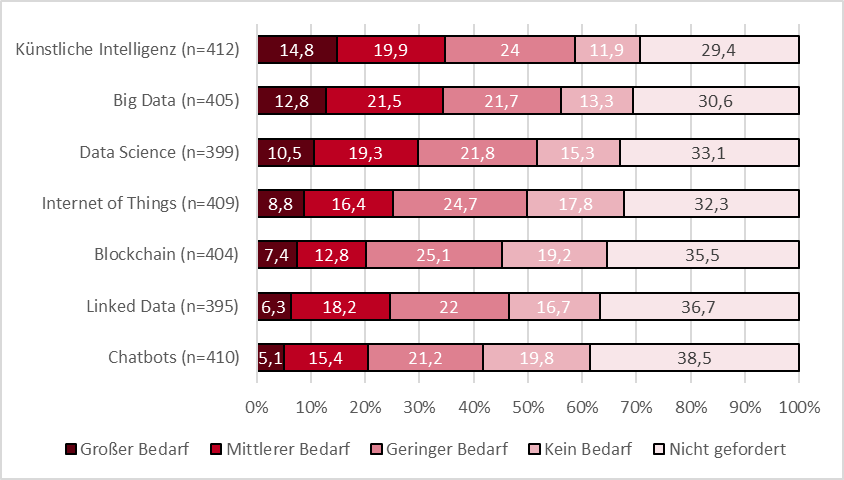 Künstliche Intelligenz (n=412) 14,8 19,9 24 11,9 29,4
Big Data (n=405) 12,8 21,5 21,7 13,3 30,6
Data Science (n=399) 10,5 19,3 21,8 15,3 33,1
Internet of Things (n=409) 8,8 16,4 24,7 17,8 32,3
Blockchain (n=404) 7,4 12,8 25,1 19,2 35,5
Linked Data (n=395) 6,3 18,2 22 16,7 36,7
Chatbots (n=410) 5,1 15,4 21,2 19,8 38,5
0% 10% 20% 30% 40% 50% 60% 70% 80% 90% 100%
Großer Bedarf Mittlerer Bedarf Geringer Bedarf Kein Bedarf Nicht gefordert